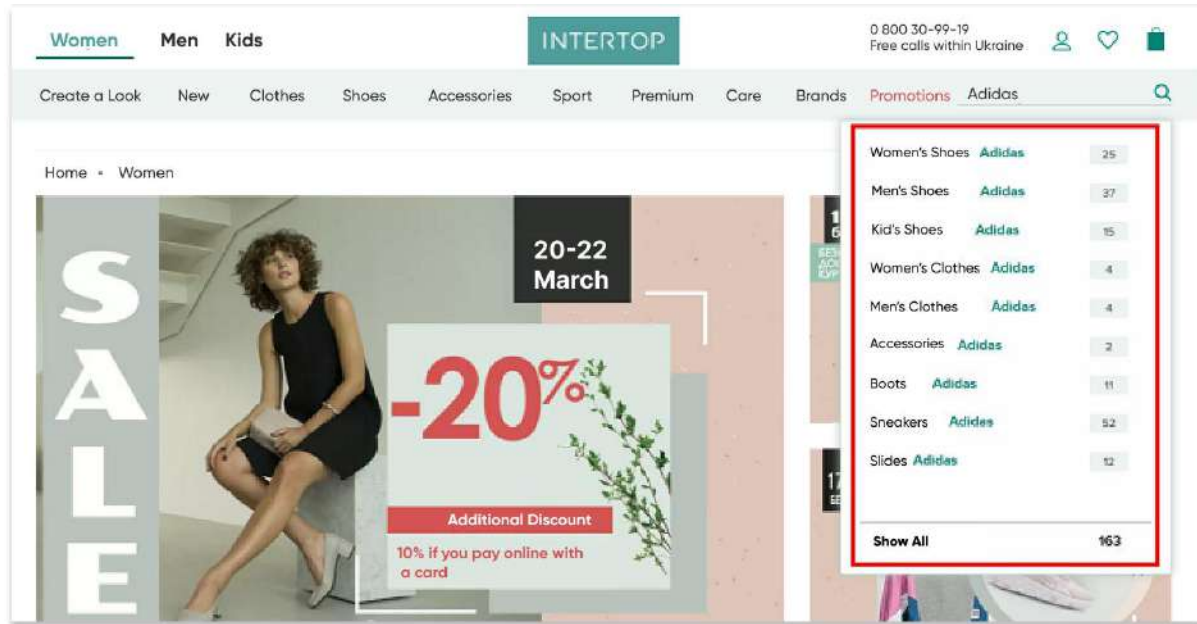 Women Men Kids
INTERTOP
0 800 30-99-19
Free calls within Ukraine
Create a Look New Clothes Shoes Accessories Sport Premium Care Brands Promotions Adidas
Home • Women
SALE
20-22
March
-20%
Additional Discount
10% if you pay online with
a card
17
Women's Shoes Adidas 25
Men's Shoes Adidas 37
Kid's Shoes Adidas 15
Women's Clothes Adidas 4
Men's Clothes Adidas 4
Accessories Adidas 2
Boots Adidas 11
Sneakers Adidas 52
Slides Adidas 12
Show All 163